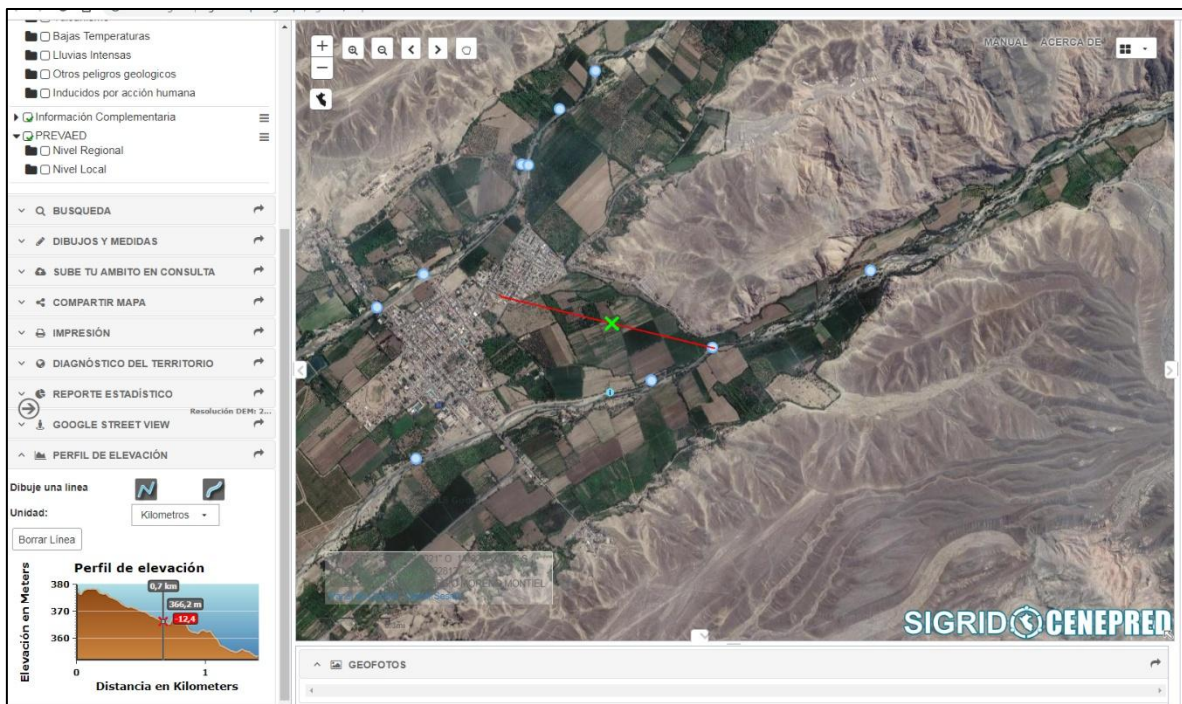 Bajas Temperaturas
Lluvias Intensas
Otros peligros geologicos
Inducidos por acción humana
Información Complementaria
PREVAED
Nivel Regional
Nivel Local
BUSQUEDA
DIBUJOS Y MEDIDAS
SUBE TU AMBITO EN CONSULTA
COMPARTIR MAPA
IMPRESIÓN
DIAGNÓSTICO DEL TERRITORIO
REPORTE ESTADÍSTICO
Resolución DEM: 2...
GOOGLE STREET VIEW
PERFIL DE ELEVACIÓN
Dibuje una linea
Unidad:
Kilometros
Borrar Línea
Perfil de elevación
Elevación en Meters
380
370
360
0,7 km
366,2 m
-12,4
0
1
Distancia en Kilometers
MANUAL ACERCA DE
MONTIEL
SIGRID CENEPRED
GEOFOTOS